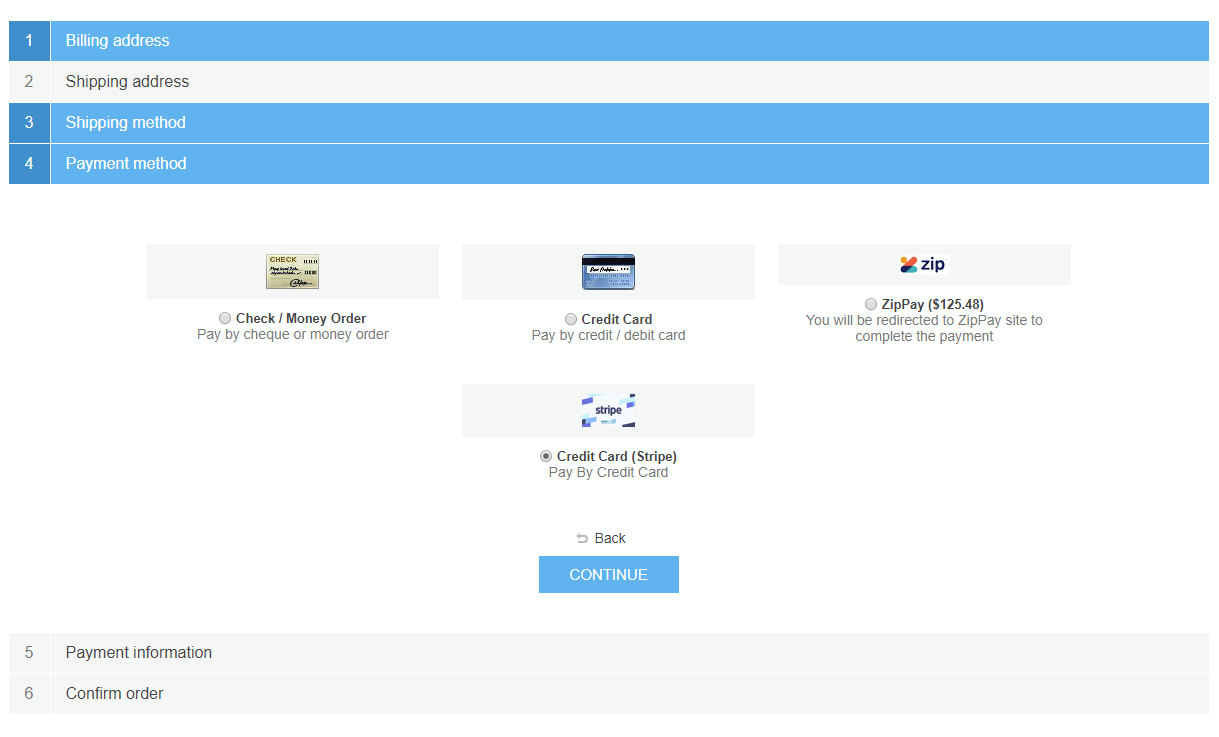 1 Billing address
2 Shipping address
3 Shipping method
4 Payment method
CHECK
zip
Check / Money Order
Pay by cheque or money order
Credit Card
Pay by credit / debit card
ZipPay ($125.48)
You will be redirected to ZipPay site to
complete the payment
stripe
Credit Card (Stripe)
Pay By Credit Card
Back
CONTINUE
5 Payment information
6 Confirm order